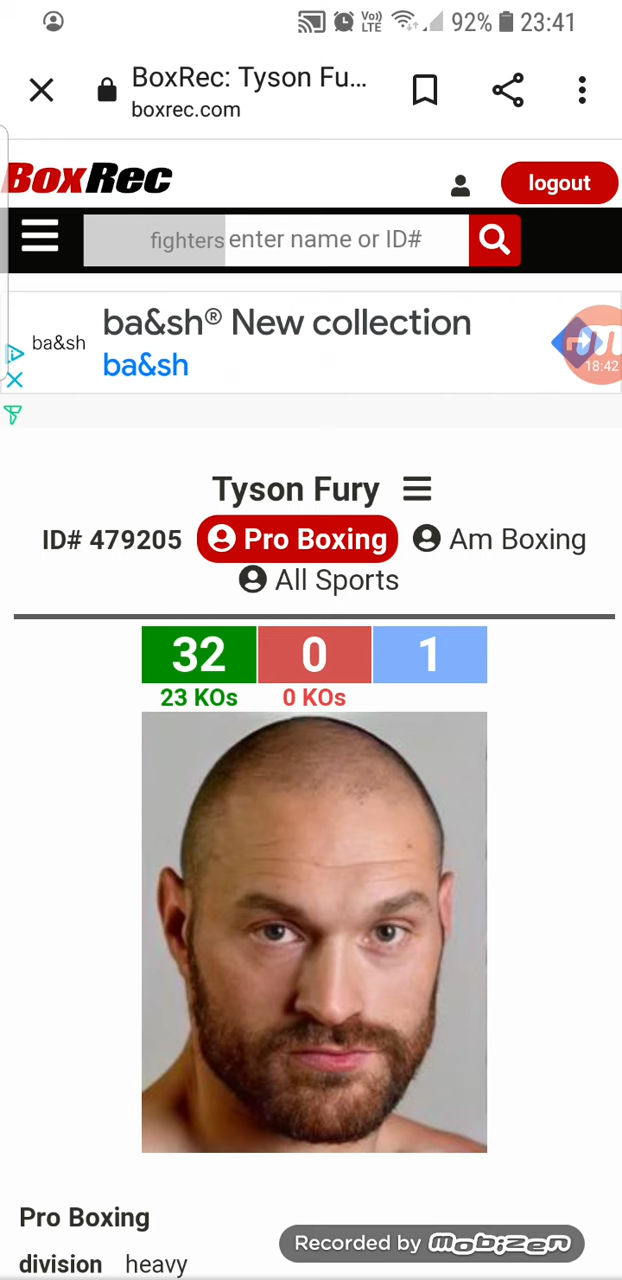 Vo))
LTE
92%
23:41
BoxRec: Tyson Fu...
boxrec.com
BoxRec
logout
fighters enter name or ID#
ba&sh
ba&sh® New collection
ba&sh
18:42
Tyson Fury
ID# 479205 Pro Boxing Am Boxing
All Sports
32 0 1
23 KOs 0 KOs
Pro Boxing
Recorded by mobizen
division heavy